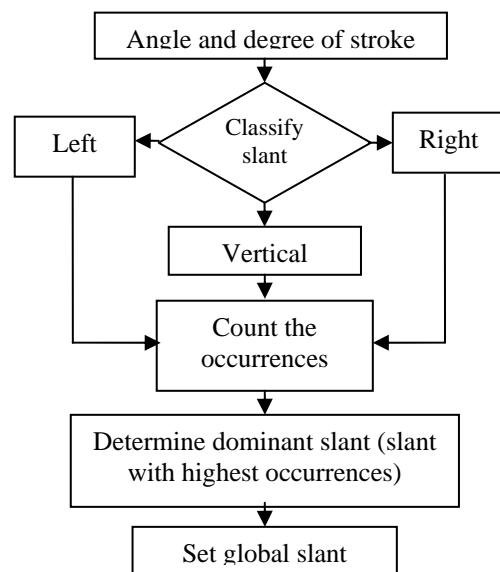 Angle and degree of stroke
Classify
slant
Left
Right
Vertical
Count the
occurrences
Determine dominant slant (slant
with highest occurrences)
Set global slant